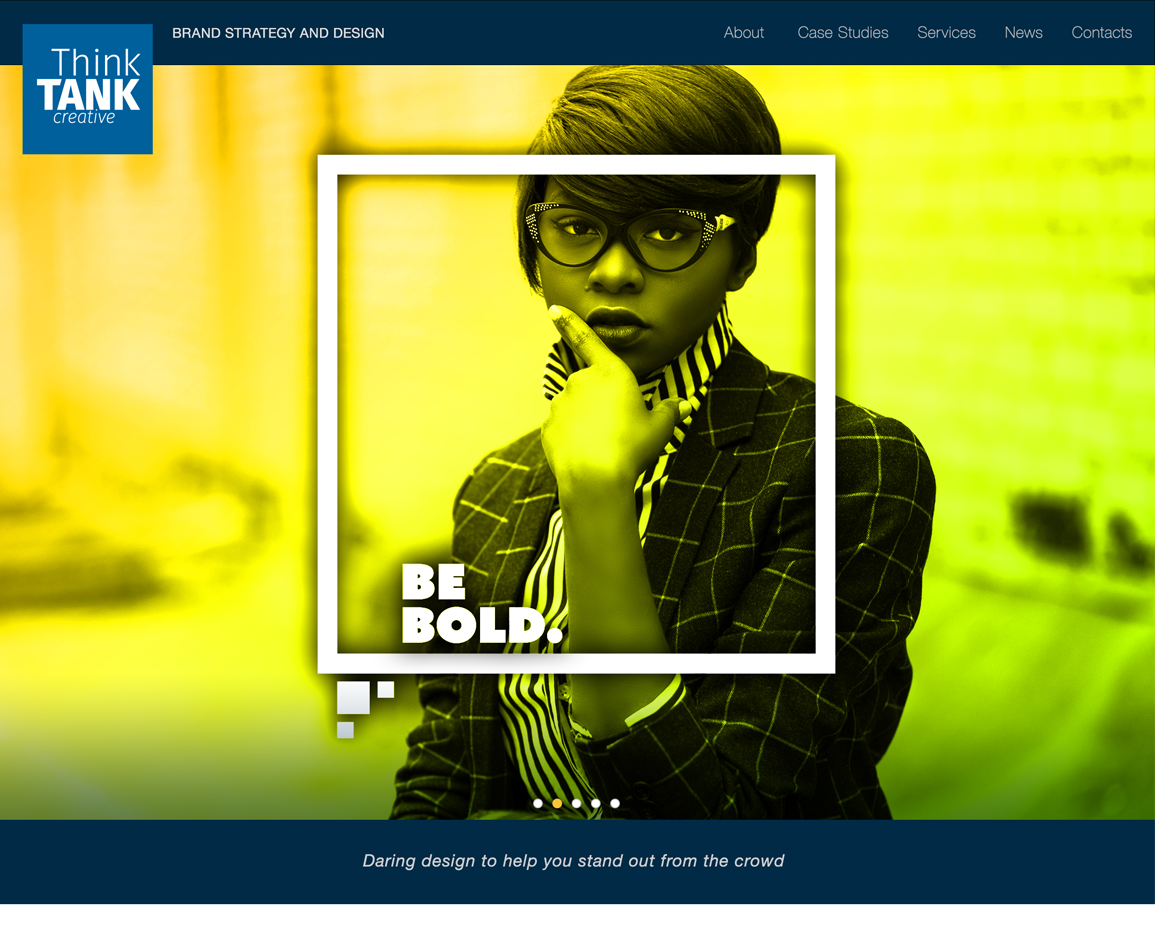 Think
TANK
creative
BRAND STRATEGY AND DESIGN
About Case Studies Services News Contacts
BE
BOLD.
Daring design to help you stand out from the crowd